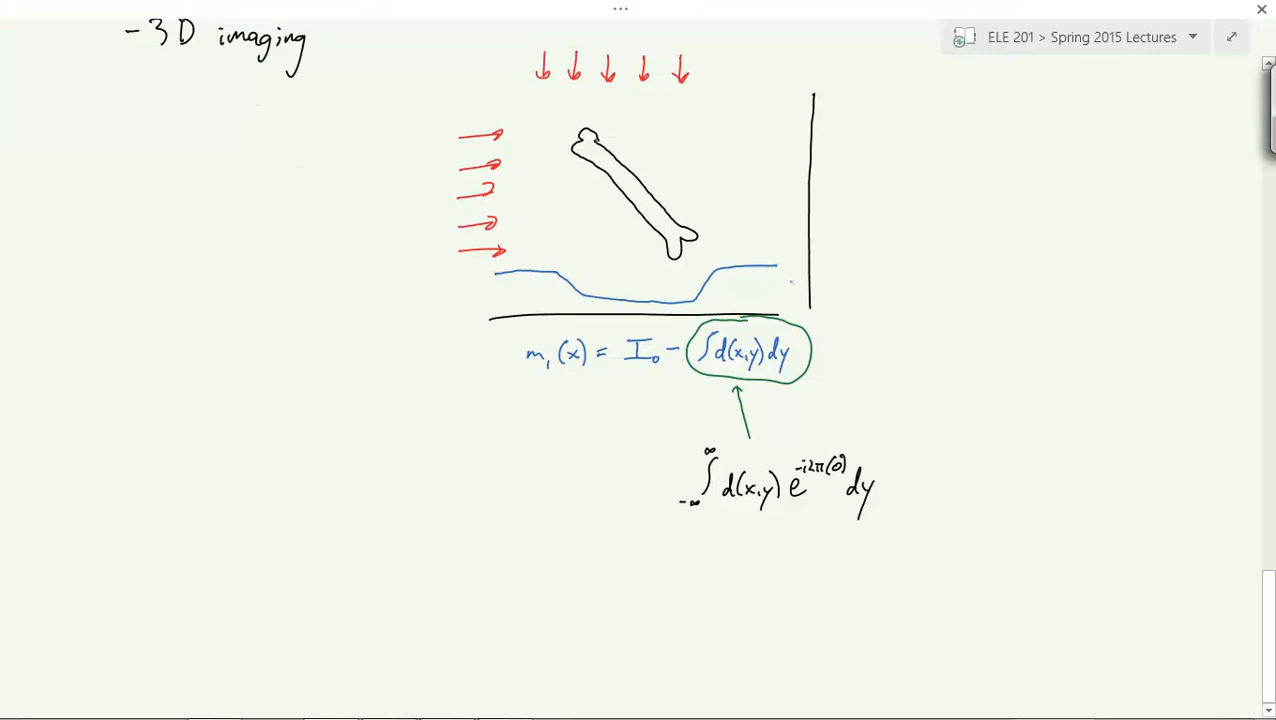 - 3D imaging
ELE 201 > Spring 2015 Lectures
m₁(x) = I₀ - ∫d(x,y)dy
∫_{-∞}^{∞} d(x,y) e^{-i2π(0)} dy